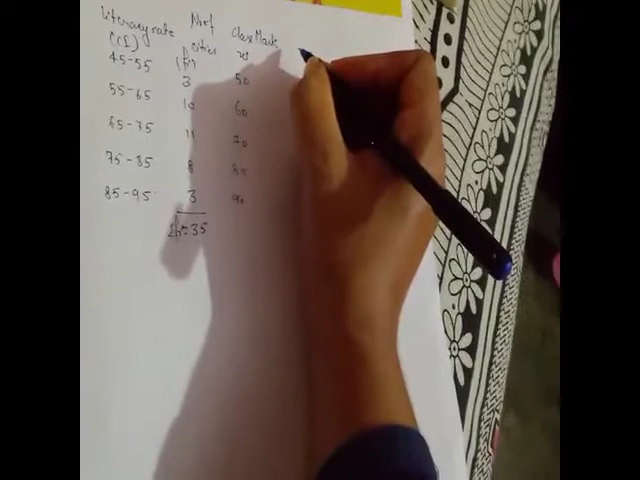 Literacy rate No of Class Mark
(CI) cities xi
45-55 (fi)
3 50
55-65
10 60
65-75
11 70
75-85
8 80
85-95 3 90
=35